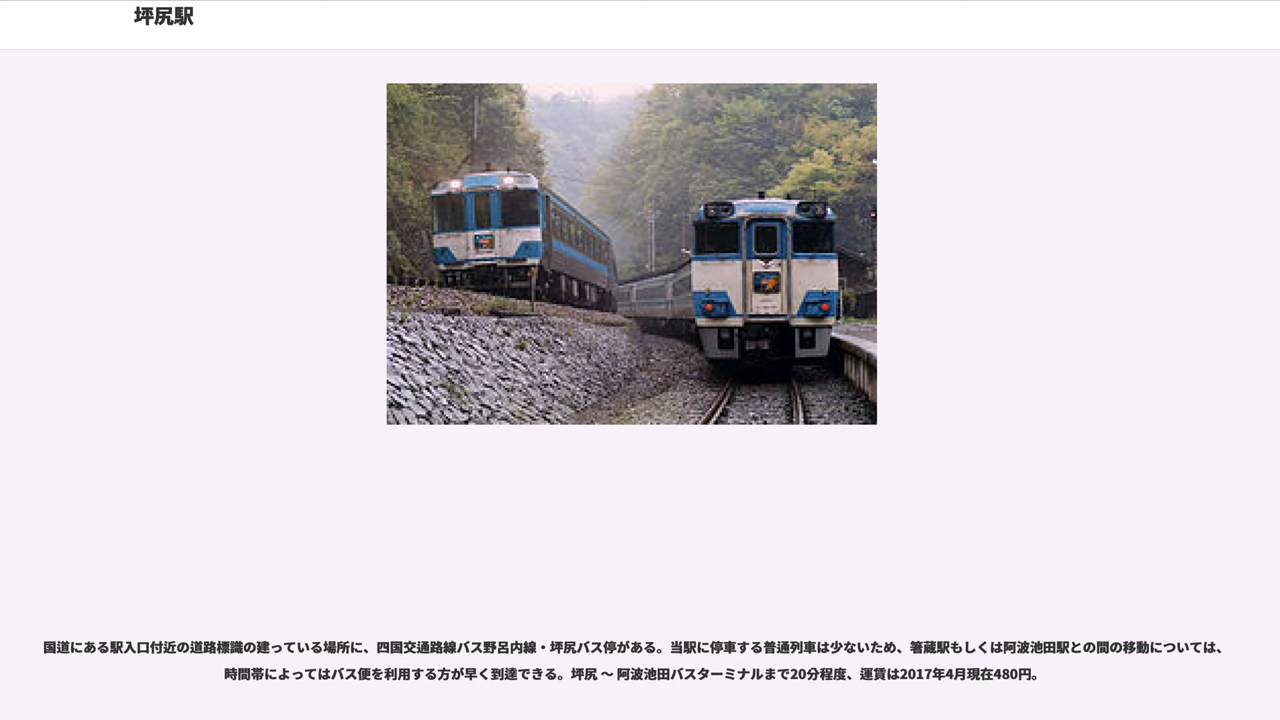 坪尻駅
国道にある駅入口付近の道路標識の建っている場所に、四国交通路線バス野呂内線・坪尻バス停がある。当駅に停車する普通列車は少ないため、箸蔵駅もしくは阿波池田駅との間の移動については、
時間帯によってはバス便を利用する方が早く到達できる。坪尻 〜 阿波池田バスターミナルまで20分程度、運賃は2017年4月現在480円。